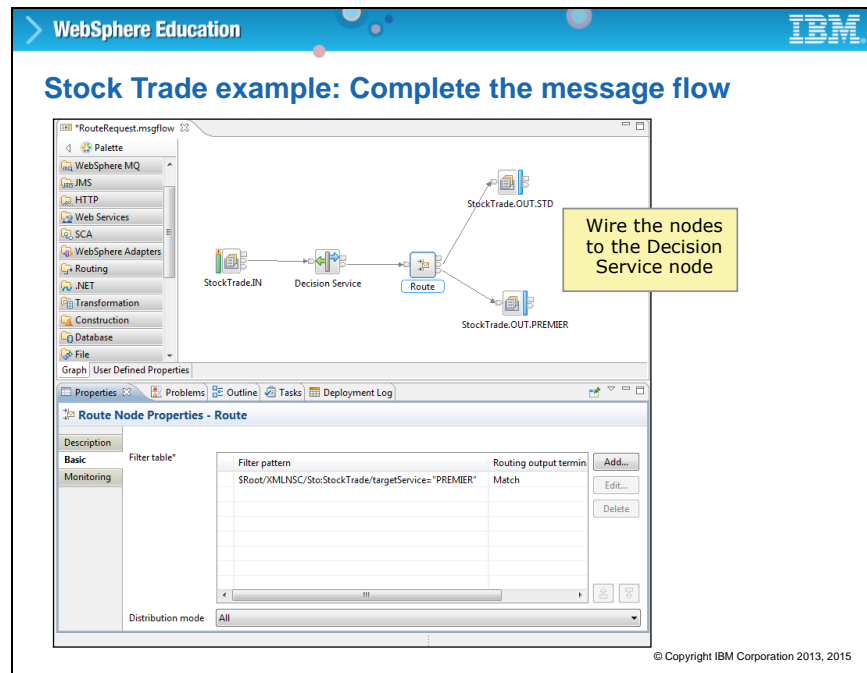 WebSphere Education
IBM.
Stock Trade example: Complete the message flow
*RouteRequest.msgflow
Palette
WebSphere MQ
JMS
HTTP
Web Services
SCA
WebSphere Adapters
Routing
.NET
Transformation
Construction
Database
File
StockTrade.IN
Decision Service
Route
StockTrade.OUT.STD
StockTrade.OUT.PREMIER
Wire the nodes
to the Decision
Service node
Graph User Defined Properties
Properties Problems Outline Tasks Deployment Log
Route Node Properties - Route
Description
Basic
Monitoring
Filter table*
Filter pattern Routing output termin
$Root/XMLNSC/Sto:StockTrade/targetService="PREMIER" Match
Add...
Edit...
Delete
Distribution mode All
© Copyright IBM Corporation 2013, 2015